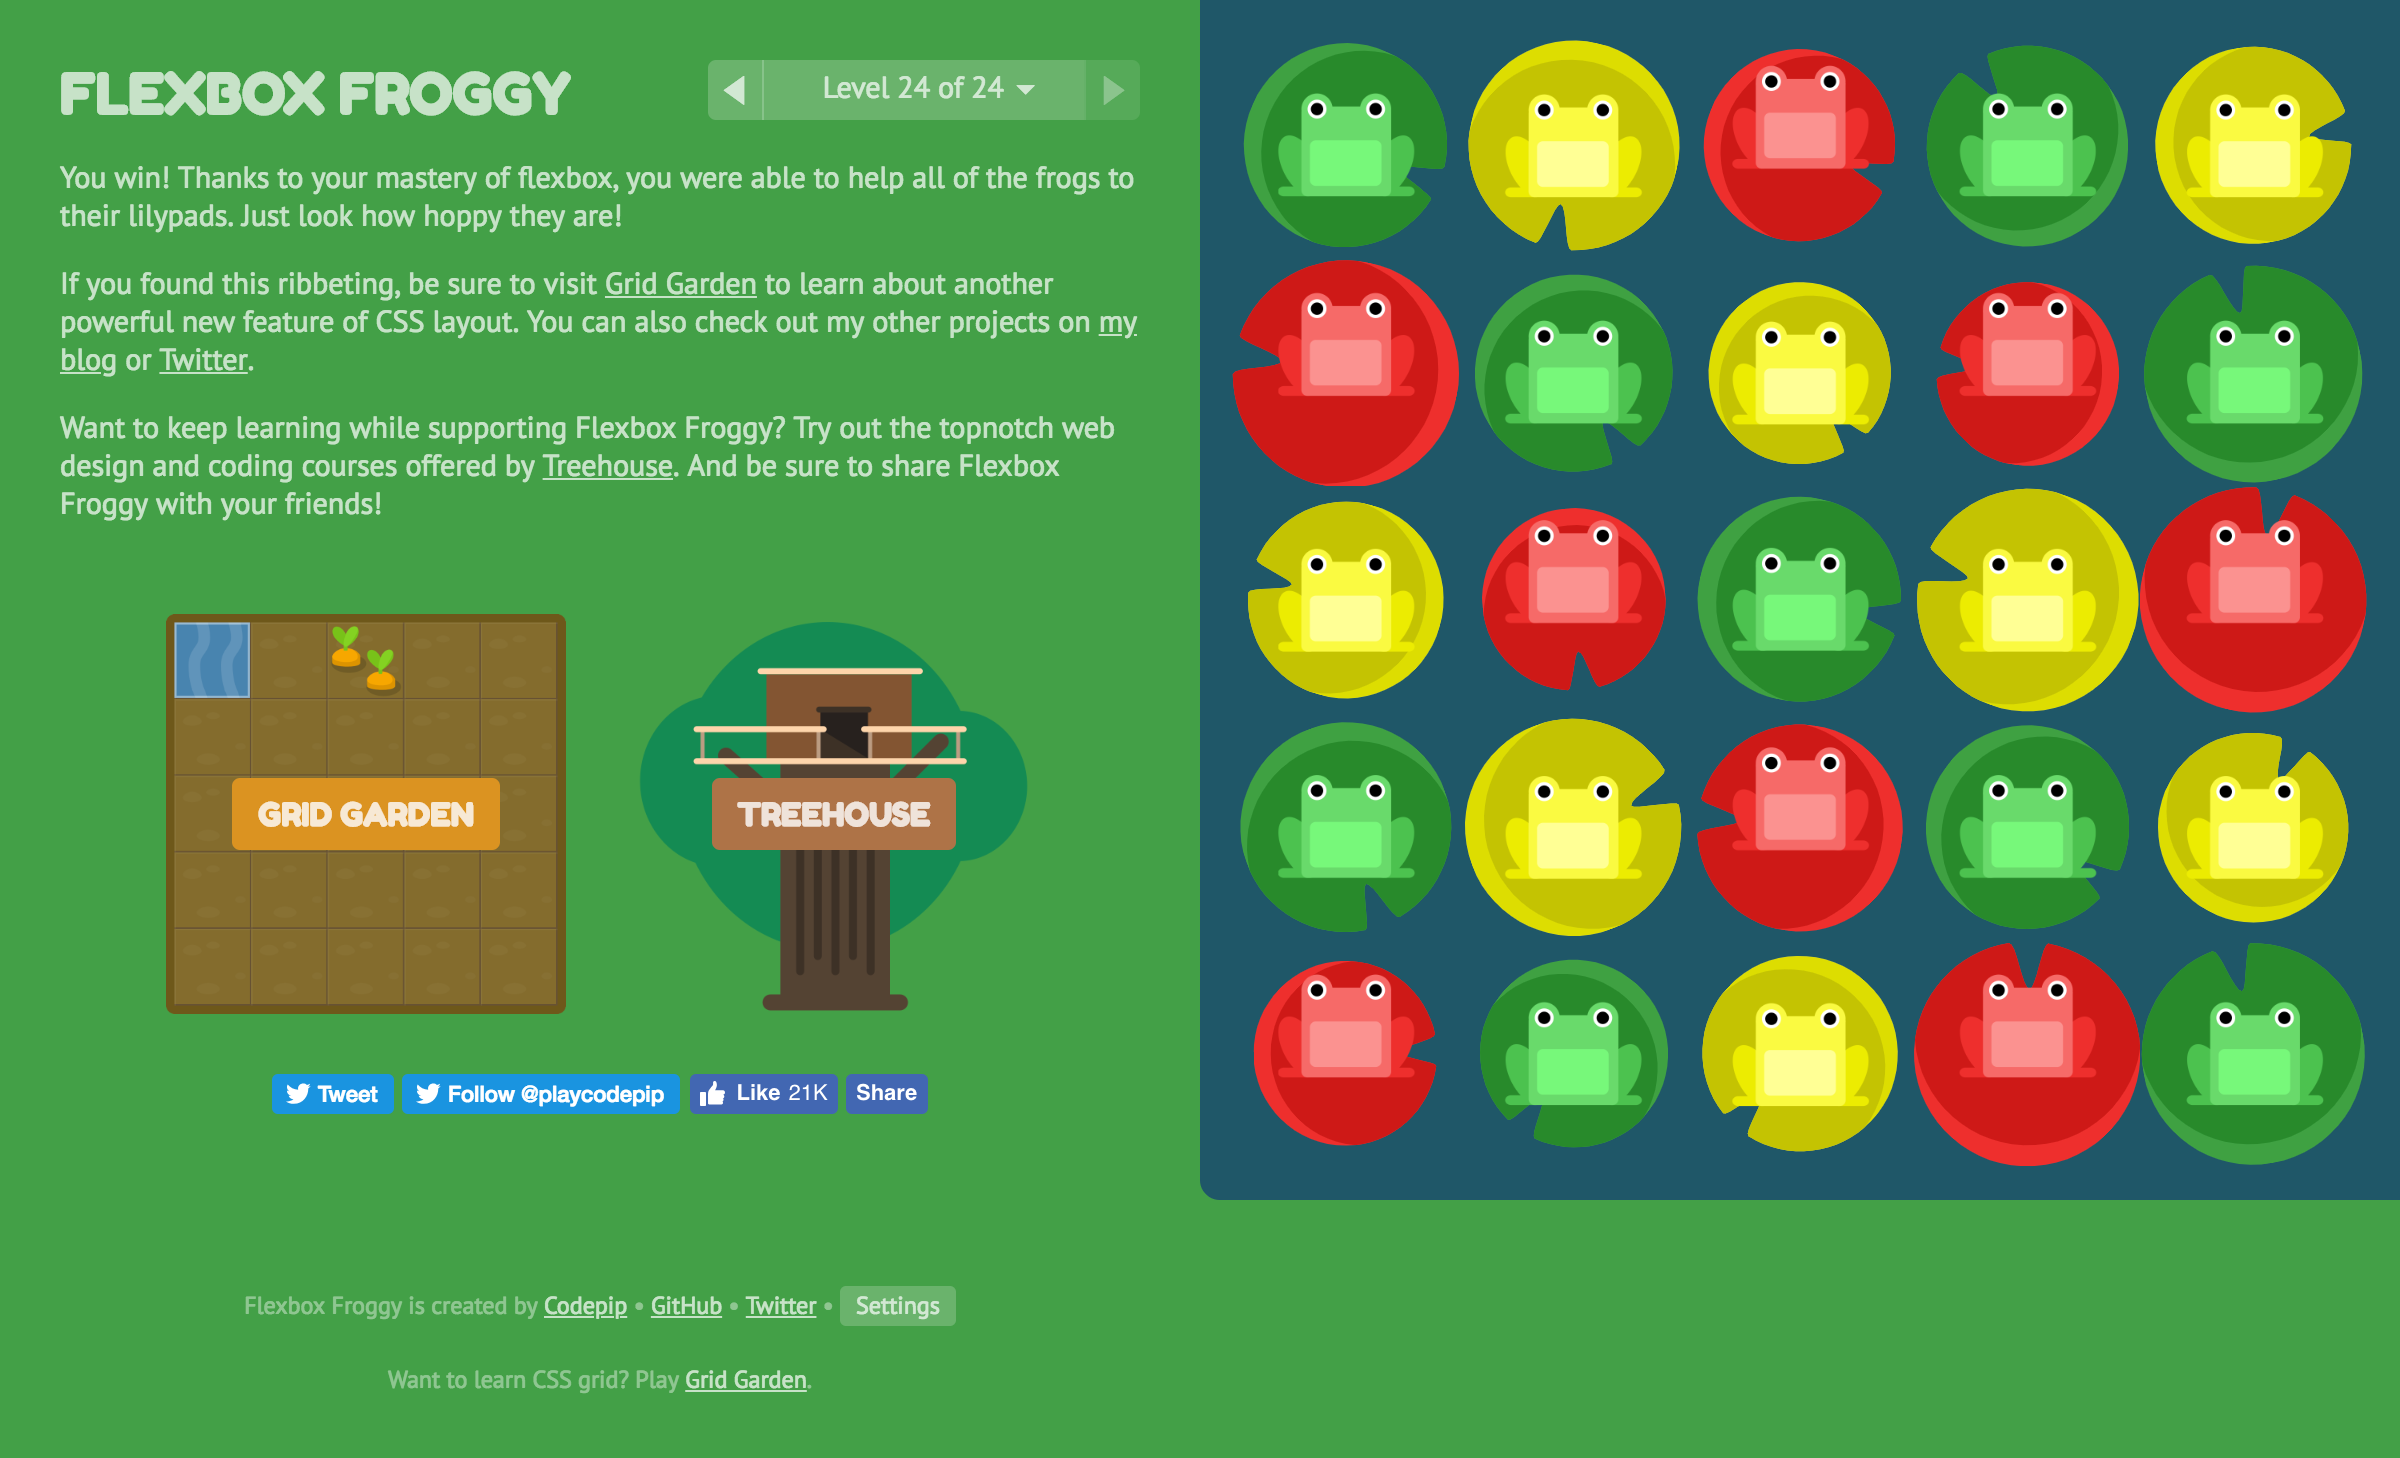 FLEXBOX FROGGY
Level 24 of 24
You win! Thanks to your mastery of flexbox, you were able to help all of the frogs to
their lilypads. Just look how hoppy they are!
If you found this ribbeting, be sure to visit Grid Garden to learn about another
powerful new feature of CSS layout. You can also check out my other projects on my
blog or Twitter.
Want to keep learning while supporting Flexbox Froggy? Try out the topnotch web
design and coding courses offered by Treehouse. And be sure to share Flexbox
Froggy with your friends!
GRID GARDEN
TREEHOUSE
Tweet
Follow @playcodepip
Like 21K
Share
Flexbox Froggy is created by Codepip • GitHub • Twitter • Settings
Want to learn CSS grid? Play Grid Garden.